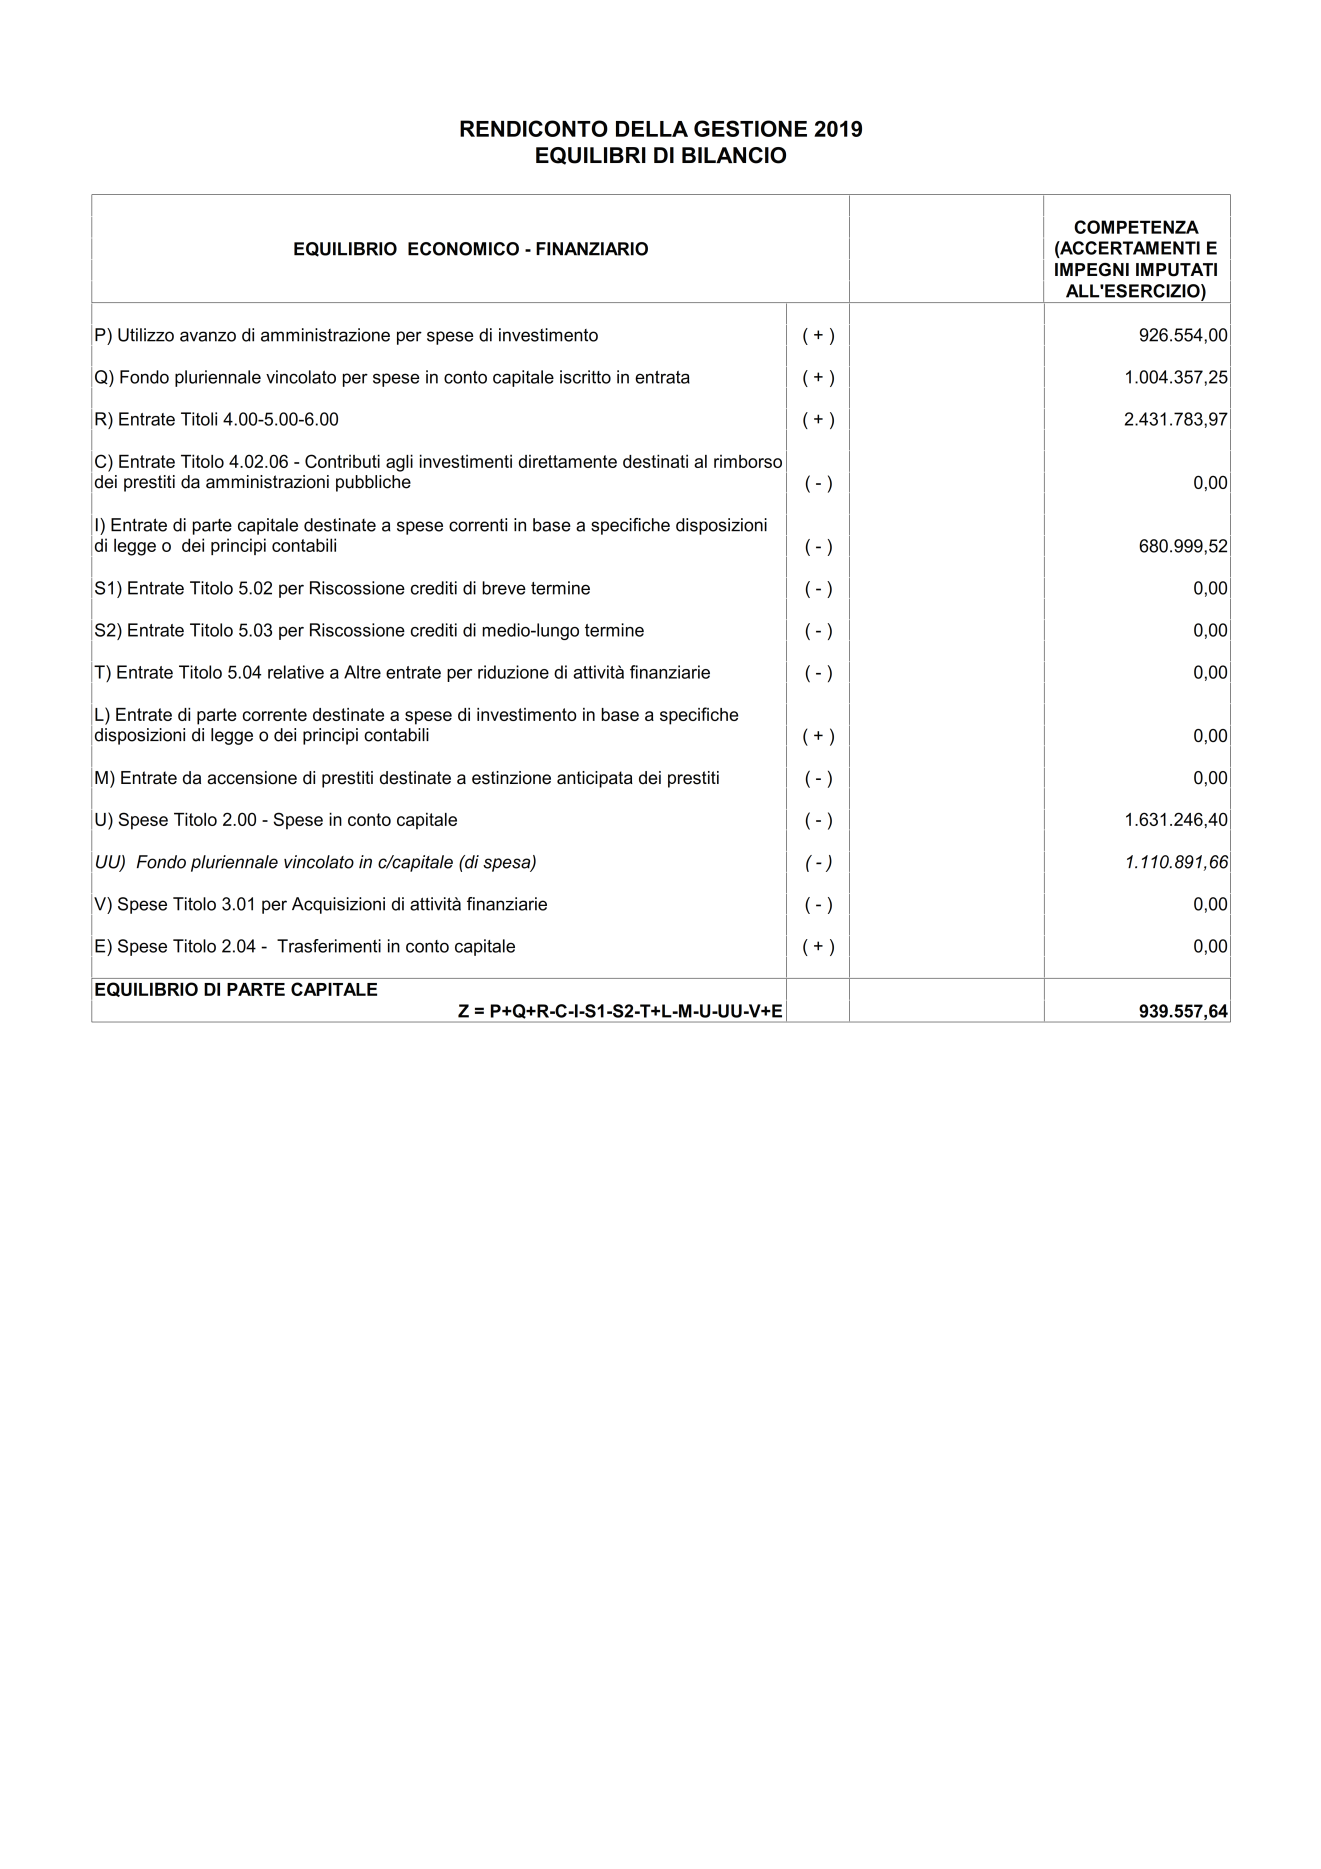 RENDICONTO DELLA GESTIONE 2019
EQUILIBRI DI BILANCIO
EQUILIBRIO ECONOMICO - FINANZIARIO
COMPETENZA
(ACCERTAMENTI E
IMPEGNI IMPUTATI
ALL'ESERCIZIO)
P) Utilizzo avanzo di amministrazione per spese di investimento ( + ) 926.554,00
Q) Fondo pluriennale vincolato per spese in conto capitale iscritto in entrata ( + ) 1.004.357,25
R) Entrate Titoli 4.00-5.00-6.00 ( + ) 2.431.783,97
C) Entrate Titolo 4.02.06 - Contributi agli investimenti direttamente destinati al rimborso
dei prestiti da amministrazioni pubbliche ( - ) 0,00
I) Entrate di parte capitale destinate a spese correnti in base a specifiche disposizioni
di legge o dei principi contabili ( - ) 680.999,52
S1) Entrate Titolo 5.02 per Riscossione crediti di breve termine ( - ) 0,00
S2) Entrate Titolo 5.03 per Riscossione crediti di medio-lungo termine ( - ) 0,00
T) Entrate Titolo 5.04 relative a Altre entrate per riduzione di attività finanziarie ( - ) 0,00
L) Entrate di parte corrente destinate a spese di investimento in base a specifiche
disposizioni di legge o dei principi contabili ( + ) 0,00
M) Entrate da accensione di prestiti destinate a estinzione anticipata dei prestiti ( - ) 0,00
U) Spese Titolo 2.00 - Spese in conto capitale ( - ) 1.631.246,40
UU) Fondo pluriennale vincolato in c/capitale (di spesa) ( - ) 1.110.891,66
V) Spese Titolo 3.01 per Acquisizioni di attività finanziarie ( - ) 0,00
E) Spese Titolo 2.04 - Trasferimenti in conto capitale ( + ) 0,00
EQUILIBRIO DI PARTE CAPITALE
Z = P+Q+R-C-I-S1-S2-T+L-M-U-UU-V+E 939.557,64